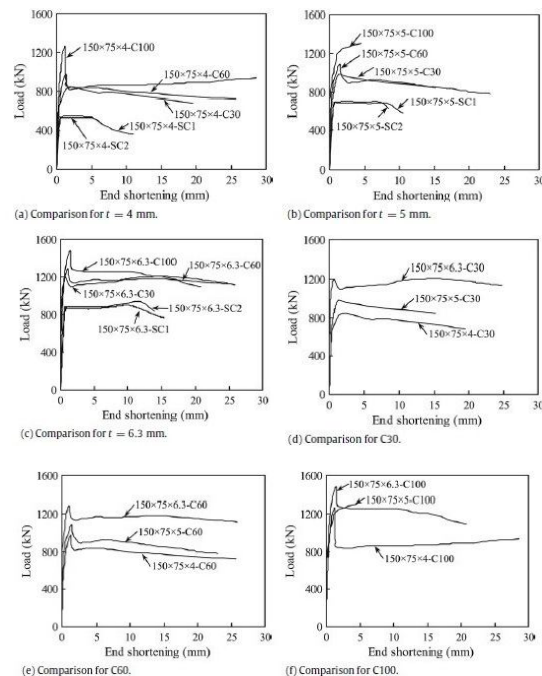 1600
1200
800
400
0
Load (kN)
150×75×4-C100
150×75×4-C60
150×75×4-C30
150×75×4-SC1
150×75×4-SC2
0 5 10 15 20 25 30
End shortening (mm)
(a) Comparison for t = 4 mm.
1600
1200
800
400
0
Load (kN)
150×75×5-C100
150×75×5-C60
150×75×5-C30
150×75×5-SC1
150×75×5-SC2
0 5 10 15 20 25 30
End shortening (mm)
(b) Comparison for t = 5 mm.
1600
1200
800
400
0
Load (kN)
150×75×6.3-C100
150×75×6.3-C60
150×75×6.3-C30
150×75×6.3-SC2
150×75×6.3-SC1
0 5 10 15 20 25 30
End shortening (mm)
(c) Comparison for t = 6.3 mm.
1600
1200
800
400
0
Load (kN)
150×75×6.3-C30
150×75×5-C30
150×75×4-C30
0 5 10 15 20 25 30
End shortening (mm)
(d) Comparison for C30.
1600
1200
800
400
0
Load (kN)
150×75×6.3-C60
150×75×5-C60
150×75×4-C60
0 5 10 15 20 25 30
End shortening (mm)
(e) Comparison for C60.
1600
1200
800
400
0
Load (kN)
150×75×6.3-C100
150×75×5-C100
150×75×4-C100
0 5 10 15 20 25 30
End shortening (mm)
(f) Comparison for C100.